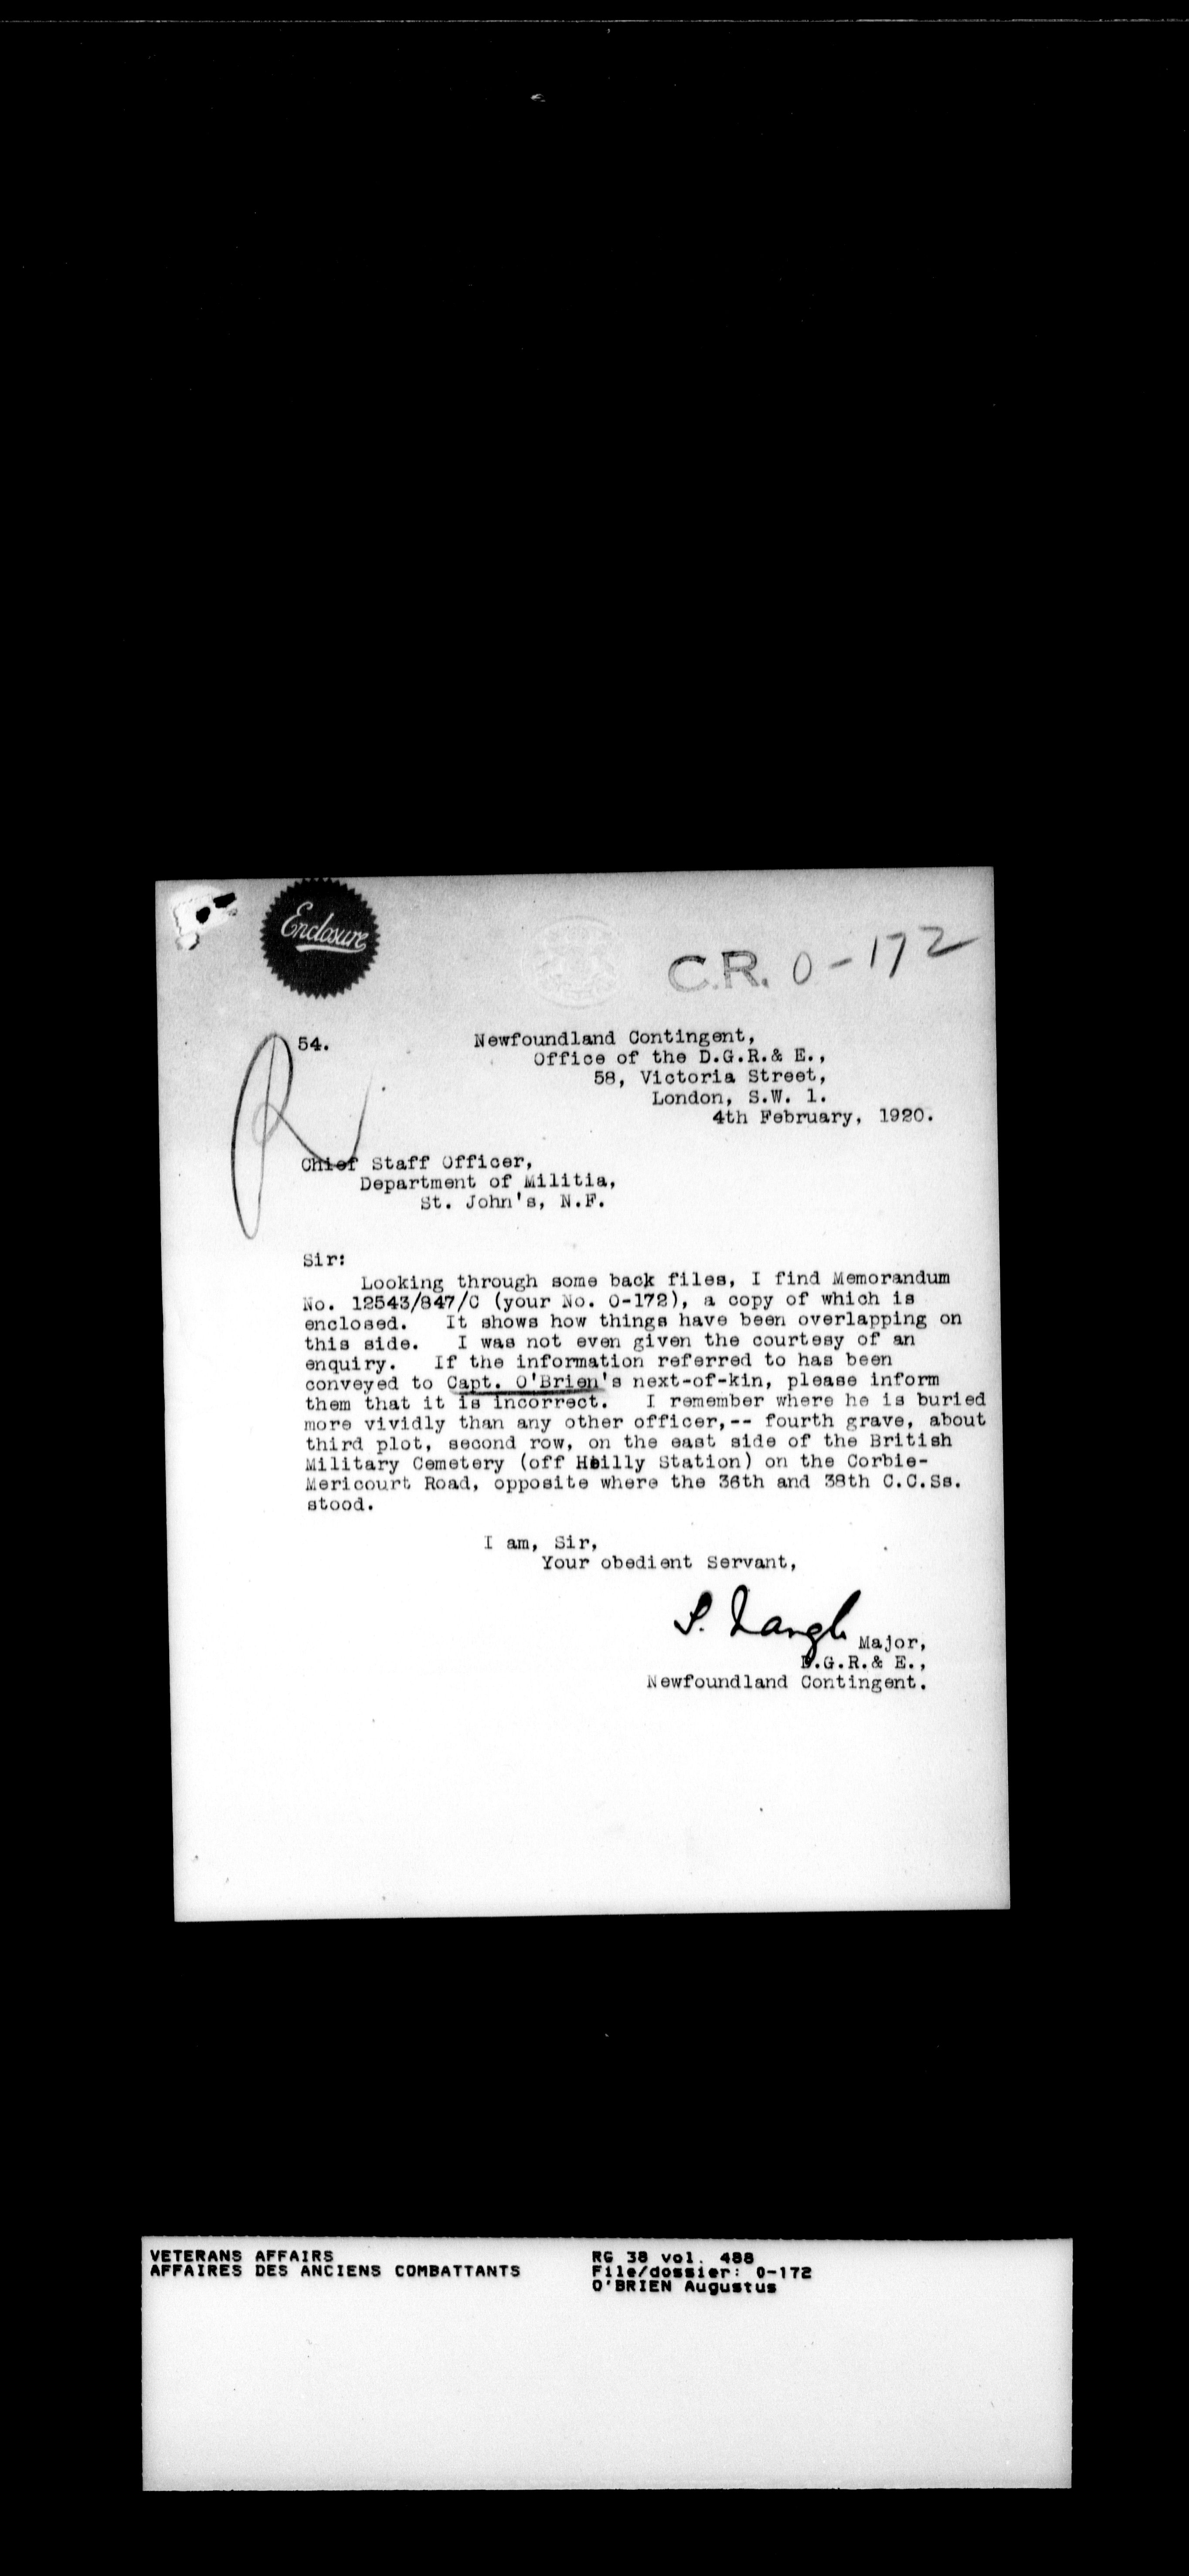 Enclosure
C.R. 0-172
54.
Newfoundland Contingent,
Office of the D.G.R.& E.,
58, Victoria Street,
London, S.W. 1.
4th February, 1920.
Chief Staff Officer,
Department of Militia,
St. John's, N.F.
Sir:
Looking through some back files, I find Memorandum
No. 12543/847/C (your No. 0-172), a copy of which is
enclosed. It shows how things have been overlapping on
this side. I was not even given the courtesy of an
enquiry. If the information referred to has been
conveyed to Capt. O'Brien's next-of-kin, please inform
them that it is incorrect. I remember where he is buried
more vividly than any other officer,-- fourth grave, about
third plot, second row, on the east side of the British
Military Cemetery (off Heilly Station) on the Corbie-
Mericourt Road, opposite where the 36th and 38th C.C.Ss.
stood.
I am, Sir,
Your obedient Servant,
Nangle Major,
D.G.R.& E.,
Newfoundland Contingent.
VETERANS AFFAIRS
AFFAIRES DES ANCIENS COMBATTANTS
RG 38 vol. 488
File/dossier: 0-172
O'BRIEN Augustus